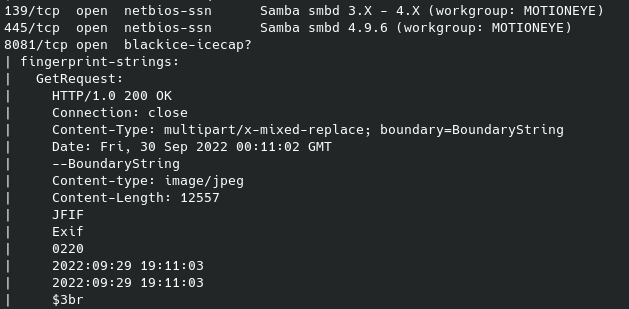 139/tcp  open  netbios-ssn      Samba smbd 3.X - 4.X (workgroup: MOTIONEYE)
445/tcp  open  netbios-ssn      Samba smbd 4.9.6 (workgroup: MOTIONEYE)
8081/tcp open  blackice-icecap?
| fingerprint-strings:
|   GetRequest:
|     HTTP/1.0 200 OK
|     Connection: close
|     Content-Type: multipart/x-mixed-replace; boundary=BoundaryString
|     Date: Fri, 30 Sep 2022 00:11:02 GMT
|     --BoundaryString
|     Content-type: image/jpeg
|     Content-Length: 12557
|     JFIF
|     Exif
|     0220
|     2022:09:29 19:11:03
|     2022:09:29 19:11:03
|     $3br